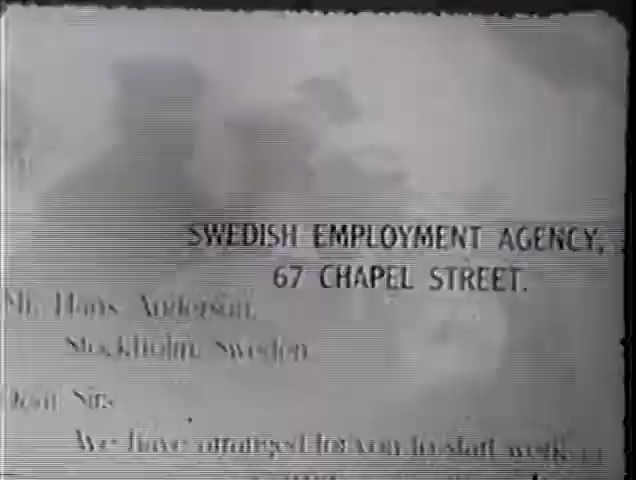 SWEDISH EMPLOYMENT AGENCY,
67 CHAPEL STREET.
Mr. Hans Anderson,
Stockholm, Sweden
Dear Sir:
We have arranged for you to start work